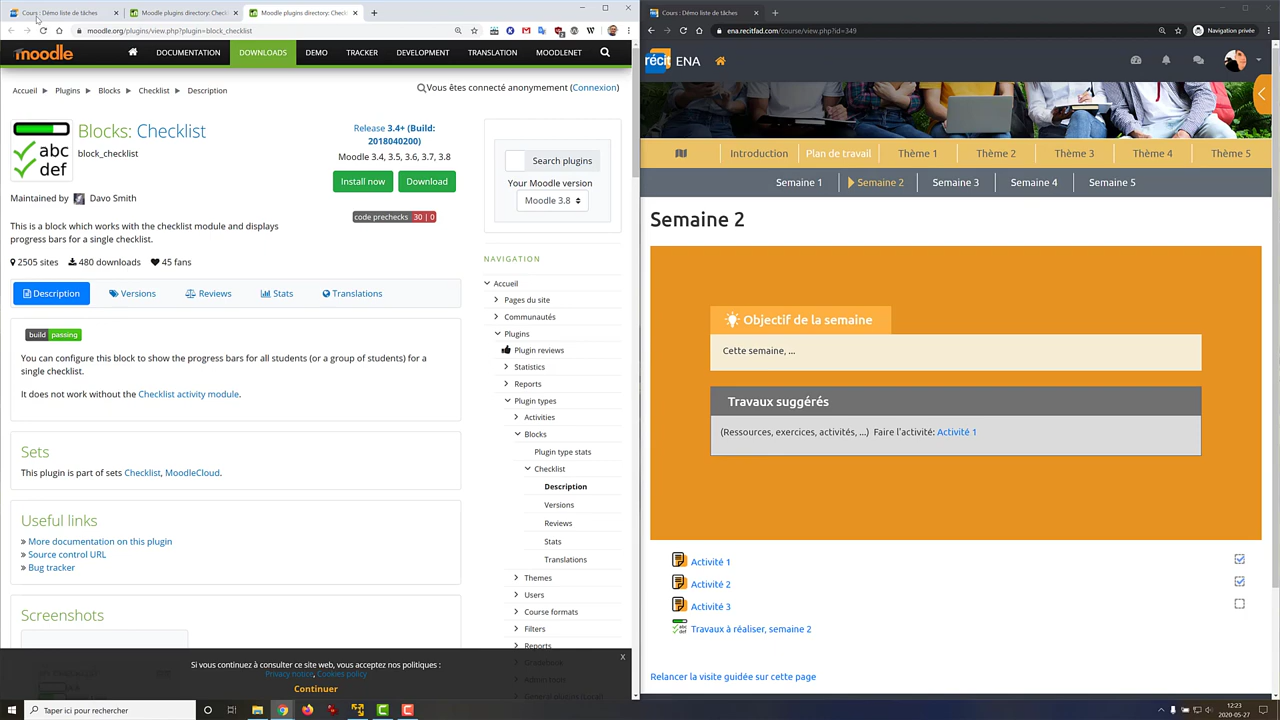 Cours : Démo liste de tâches
Moodle plugins directory: Check
Moodle plugins directory: Checkl
moodle.org/plugins/view.php?plugin=block_checklist
moodle
DOCUMENTATION
DOWNLOADS
DEMO
TRACKER
DEVELOPMENT
TRANSLATION
MOODLENET
Accueil
Plugins
Blocks
Checklist
Description
Vous êtes connecté anonymement (Connexion)
abc
def
Blocks: Checklist
block_checklist
Release 3.4+ (Build:
2018040200)
Moodle 3.4, 3.5, 3.6, 3.7, 3.8
Install now
Download
Maintained by Davo Smith
code prechecks 30 | 0
This is a block which works with the checklist module and displays
progress bars for a single checklist.
2505 sites
480 downloads
45 fans
Description
Versions
Reviews
Stats
Translations
build passing
You can configure this block to show the progress bars for all students (or a group of students) for a
single checklist.
It does not work without the Checklist activity module.
Sets
This plugin is part of sets Checklist, MoodleCloud.
Useful links
» More documentation on this plugin
» Source control URL
» Bug tracker
Screenshots
Search plugins
Your Moodle version
Moodle 3.8
NAVIGATION
Accueil
Pages du site
Communautés
Plugins
Plugin reviews
Statistics
Reports
Plugin types
Activities
Blocks
Plugin type stats
Checklist
Description
Versions
Reviews
Stats
Translations
Themes
Users
Course formats
Filters
Reports
Si vous continuez à consulter ce site web, vous acceptez nos politiques :
Privacy notice, Cookies policy
Continuer
x
Cours : Démo liste de tâches
ena.recitfad.com/course/view.php?id=349
Navigation privée
récit
ENA
Introduction
Plan de travail
Thème 1
Thème 2
Thème 3
Thème 4
Thème 5
Semaine 1
Semaine 2
Semaine 3
Semaine 4
Semaine 5
Semaine 2
Objectif de la semaine
Cette semaine, ...
Travaux suggérés
(Ressources, exercices, activités, ...) Faire l'activité: Activité 1
Activité 1
Activité 2
Activité 3
abc
def
Travaux à réaliser, semaine 2
Relancer la visite guidée sur cette page
Taper ici pour rechercher
12:23
2020-05-27